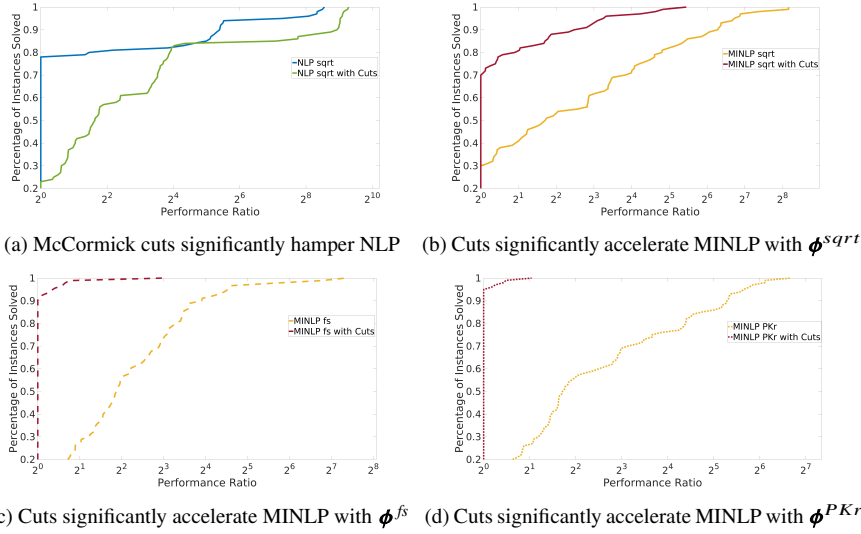 Percentage of Instances Solved
1
0.9
0.8
0.7
0.6
0.5
0.4
0.3
0.2
NLP sqrt
NLP sqrt with Cuts
2^0 2^2 2^4 2^6 2^8 2^10
Performance Ratio
(a) McCormick cuts significantly hamper NLP
Percentage of Instances Solved
1
0.9
0.8
0.7
0.6
0.5
0.4
0.3
0.2
MINLP sqrt
MINLP sqrt with Cuts
2^0 2^1 2^2 2^3 2^4 2^5 2^6 2^7 2^8
Performance Ratio
(b) Cuts significantly accelerate MINLP with ϕ^sqrt
Percentage of Instances Solved
1
0.9
0.8
0.7
0.6
0.5
0.4
0.3
0.2
MINLP fs
MINLP fs with Cuts
2^0 2^1 2^2 2^3 2^4 2^5 2^6 2^7 2^8
Performance Ratio
c) Cuts significantly accelerate MINLP with ϕ^fs
Percentage of Instances Solved
1
0.9
0.8
0.7
0.6
0.5
0.4
0.3
0.2
MINLP PKr
MINLP PKr with Cuts
2^0 2^1 2^2 2^3 2^4 2^5 2^6 2^7
Performance Ratio
(d) Cuts significantly accelerate MINLP with ϕ^PKr